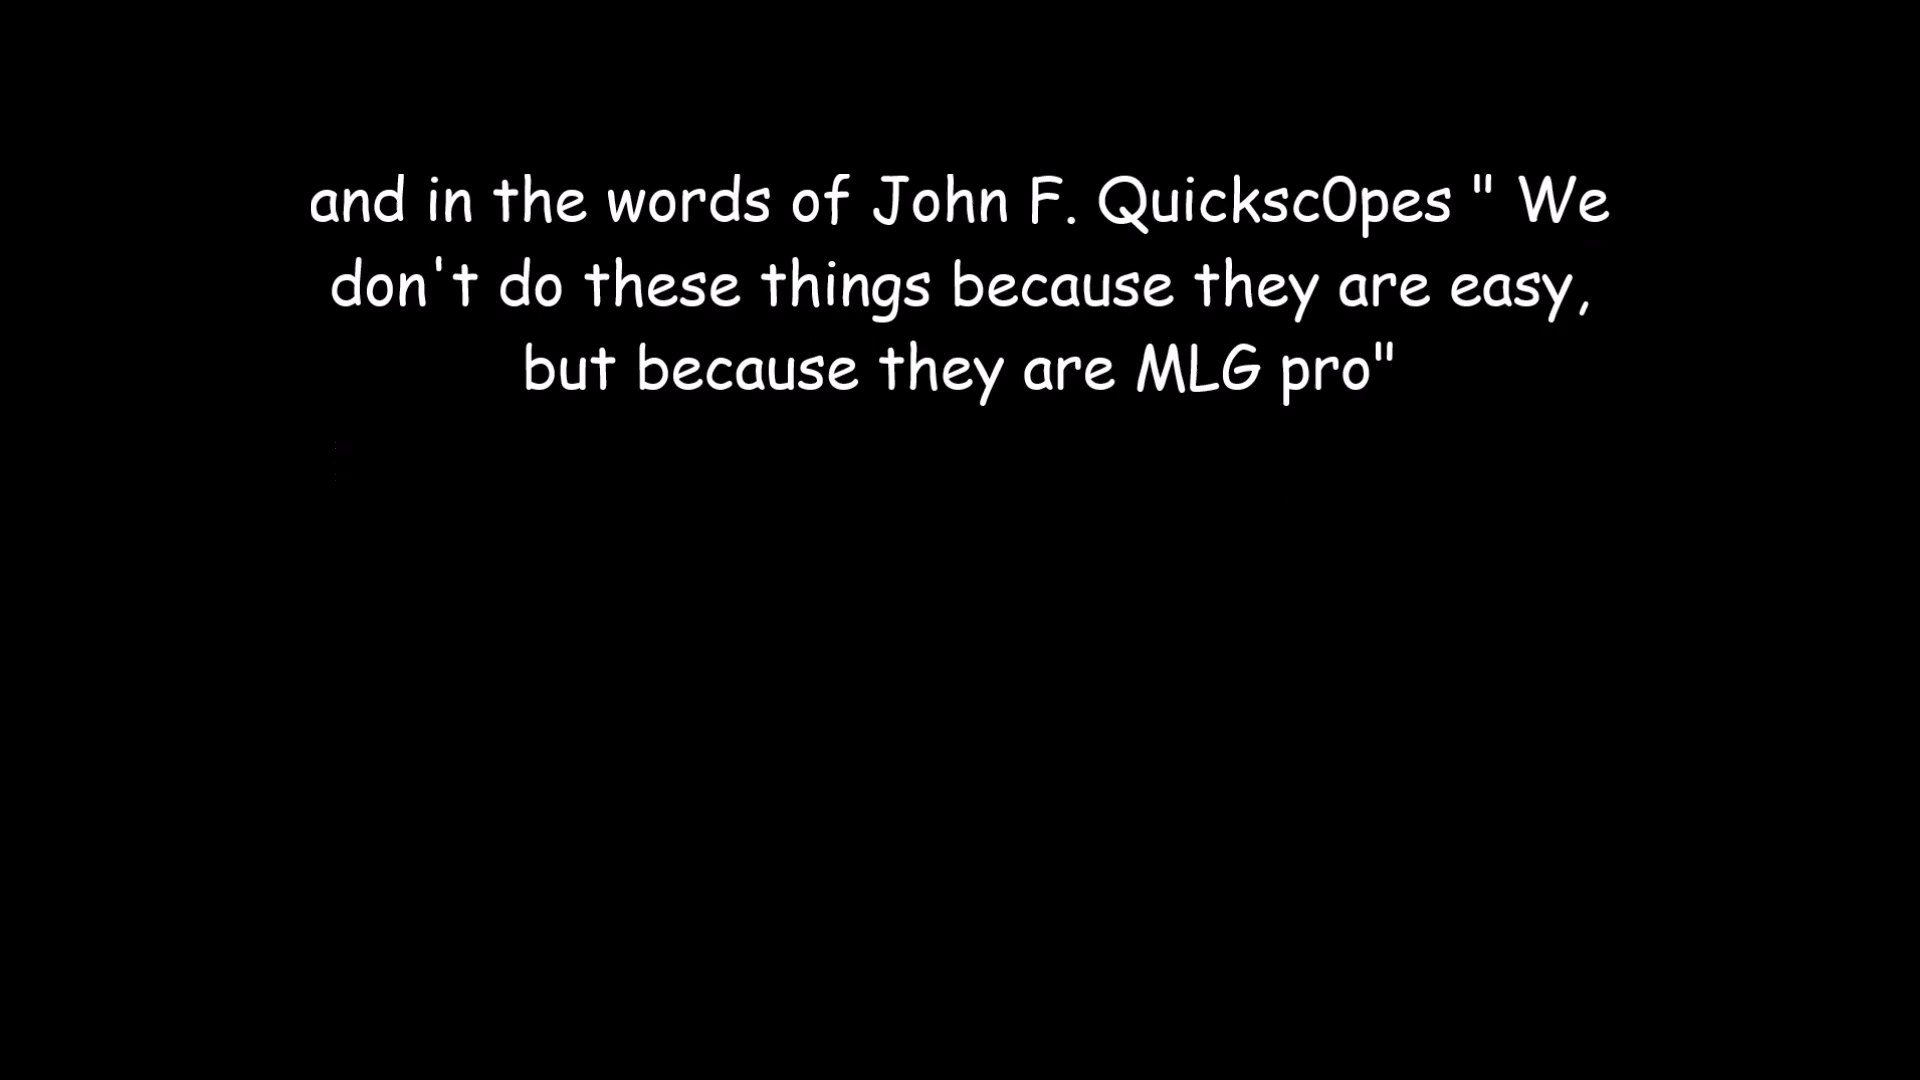 and in the words of John F. Quicksc0pes " We
don't do these things because they are easy,
but because they are MLG pro"